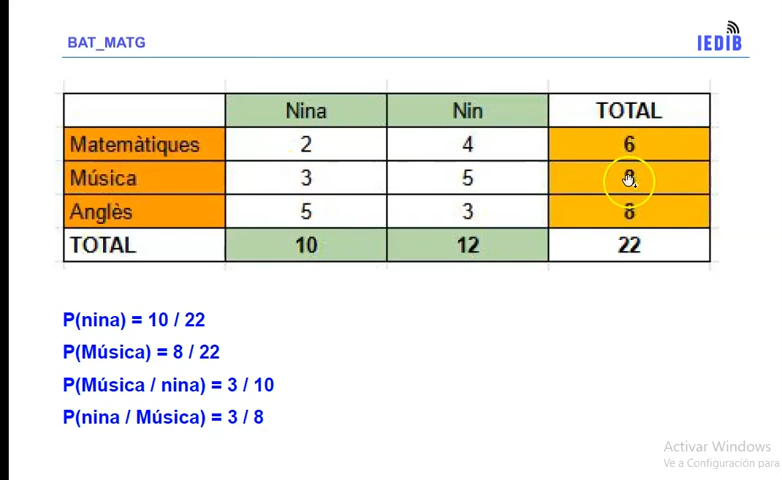 BAT_MATG
IEDIB
Nina Nin TOTAL
Matemàtiques 2 4 6
Música 3 5 8
Anglès 5 3 8
TOTAL 10 12 22
P(nina) = 10 / 22
P(Música) = 8 / 22
P(Música / nina) = 3 / 10
P(nina / Música) = 3 / 8
Activar Windows
Ve a Configuración para